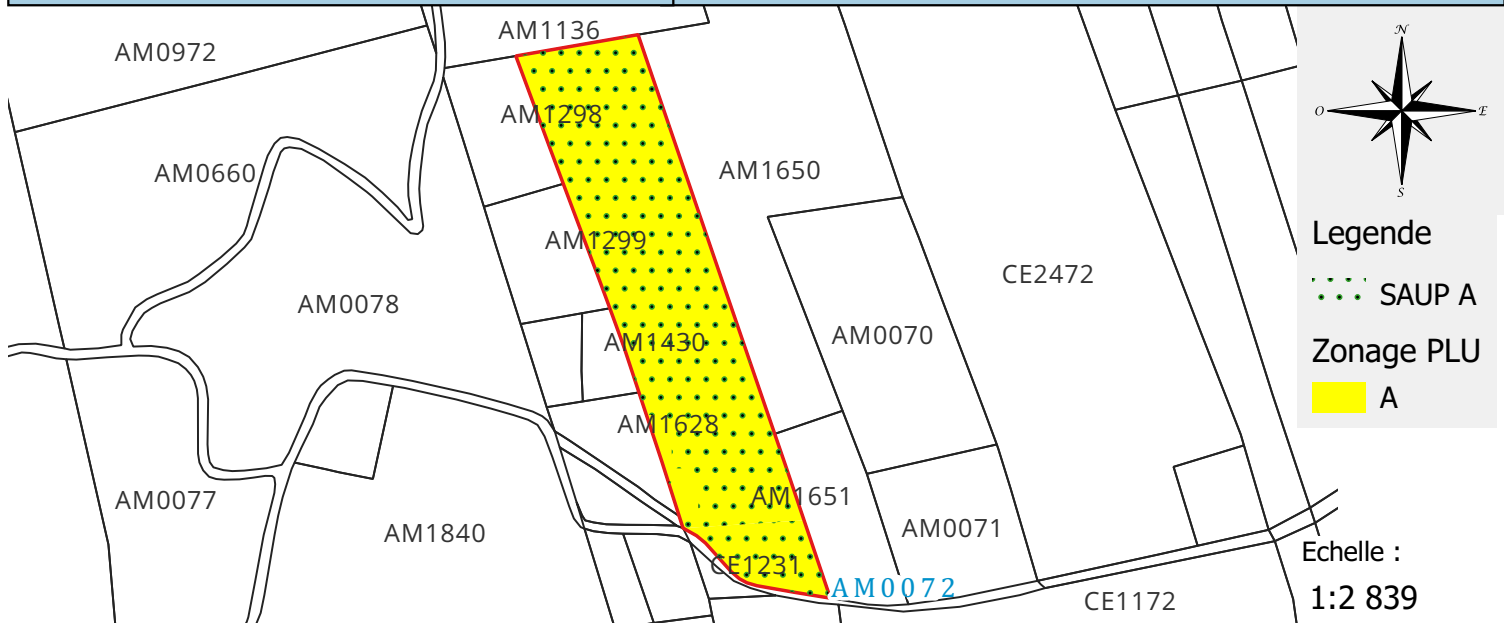 AM1136
AM0972
AM1298
AM0660
AM1650
AM1299
CE2472
AM0078
AM0070
AM1430
AM1628
AM0077
AM1651
AM1840
AM0071
CE1231
AM0072
CE1172
N
O
E
S
Legende
SAUP A
Zonage PLU
A
Echelle :
1:2 839